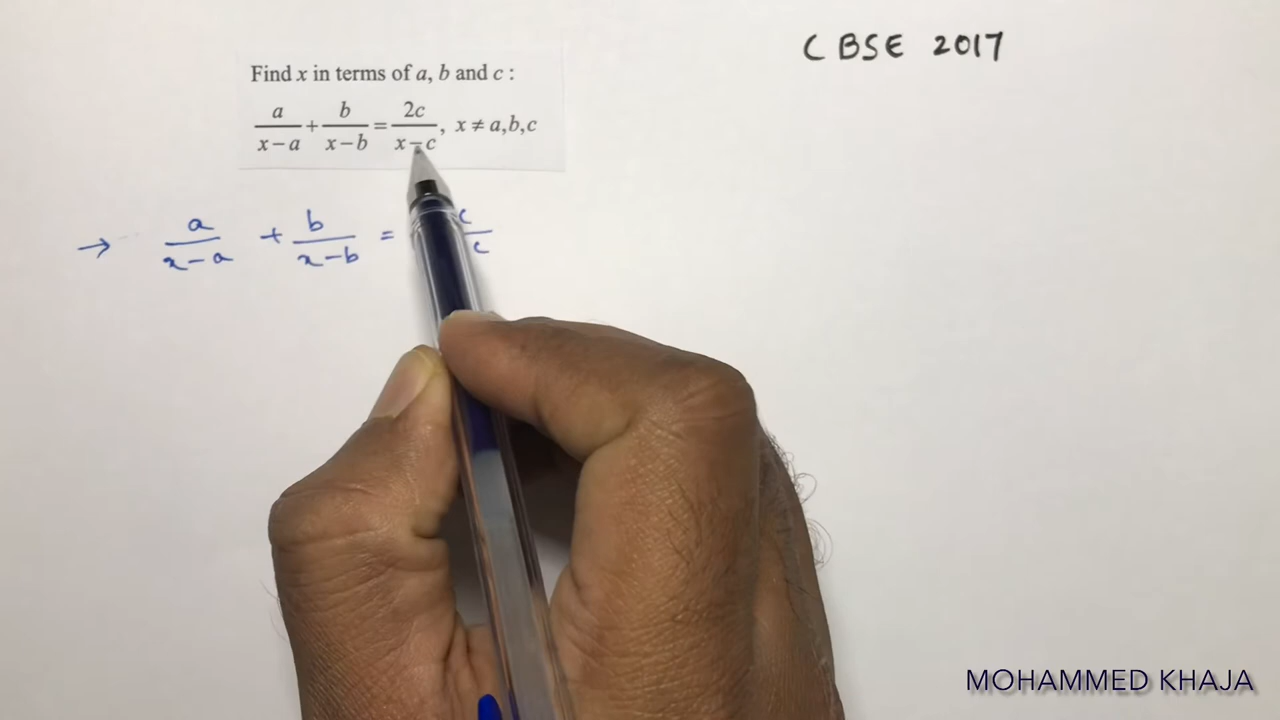 CBSE 2017
Find x in terms of a, b and c :
a/(x−a) + b/(x−b) = 2c/(x−c), x ≠ a,b,c
→ a/(x−a) + b/(x−b) = c/c
MOHAMMED KHAJA